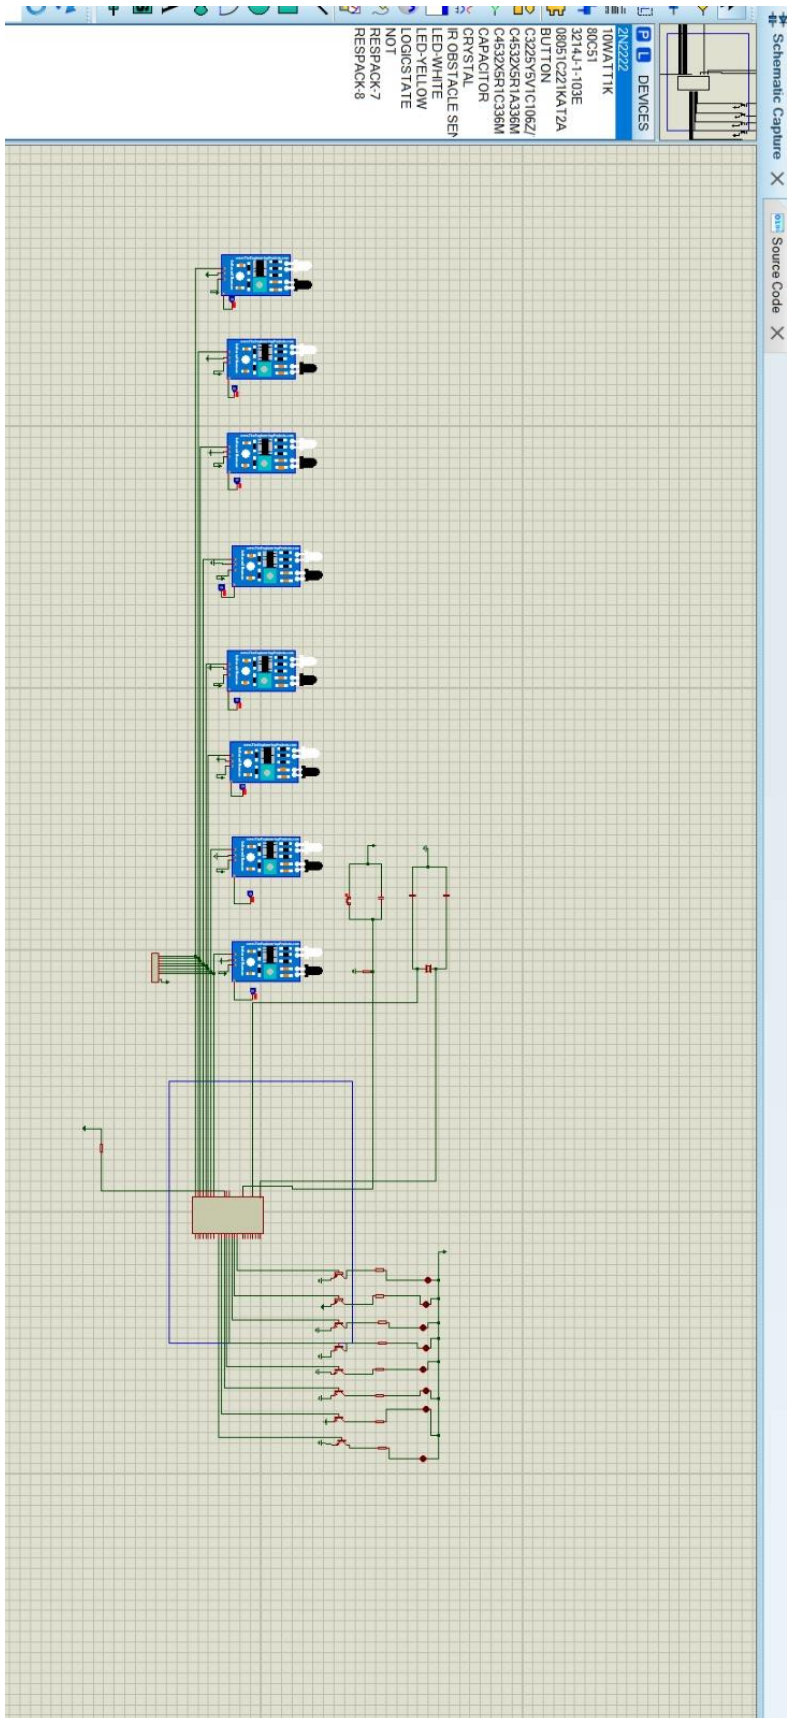 Schematic Capture
Source Code
P L DEVICES
2N2222
10WATT1K
80C51
3214J-1-103E
08051C221KAT2A
BUTTON
C3225Y5V1C106Z/
C4532X5R1A336M
C4532X5R1C336M
CAPACITOR
CRYSTAL
IR OBSTACLE SEN
LED-WHITE
LED-YELLOW
LOGICSTATE
NOT
RESPACK-7
RESPACK-8